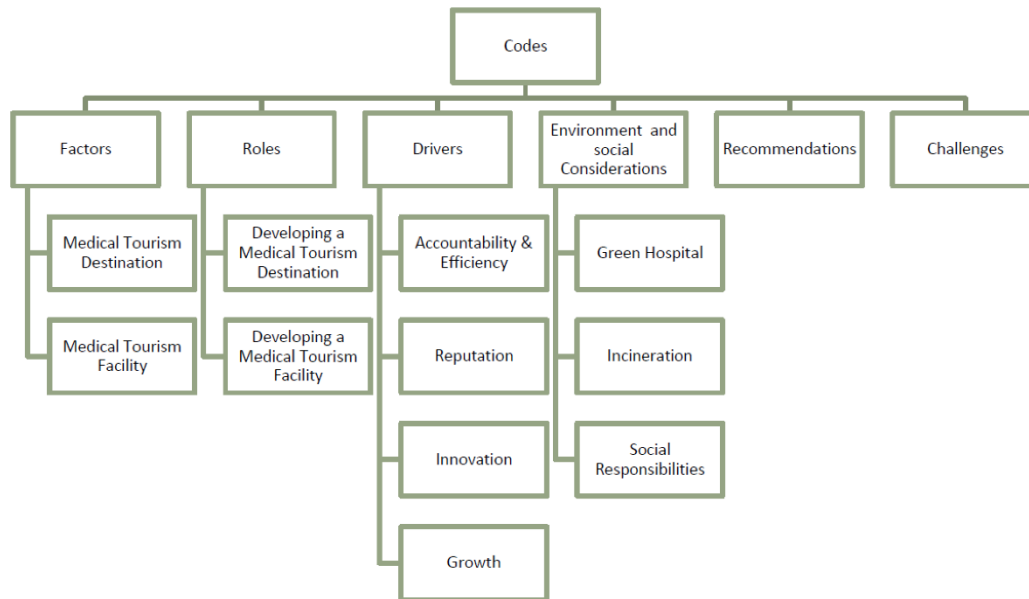 Codes
Factors
Roles
Drivers
Environment and
social
Considerations
Recommendations
Challenges
Medical Tourism
Destination
Medical Tourism
Facility
Developing a
Medical Tourism
Destination
Developing a
Medical Tourism
Facility
Accountability &
Efficiency
Reputation
Innovation
Growth
Green Hospital
Incineration
Social
Responsibilities